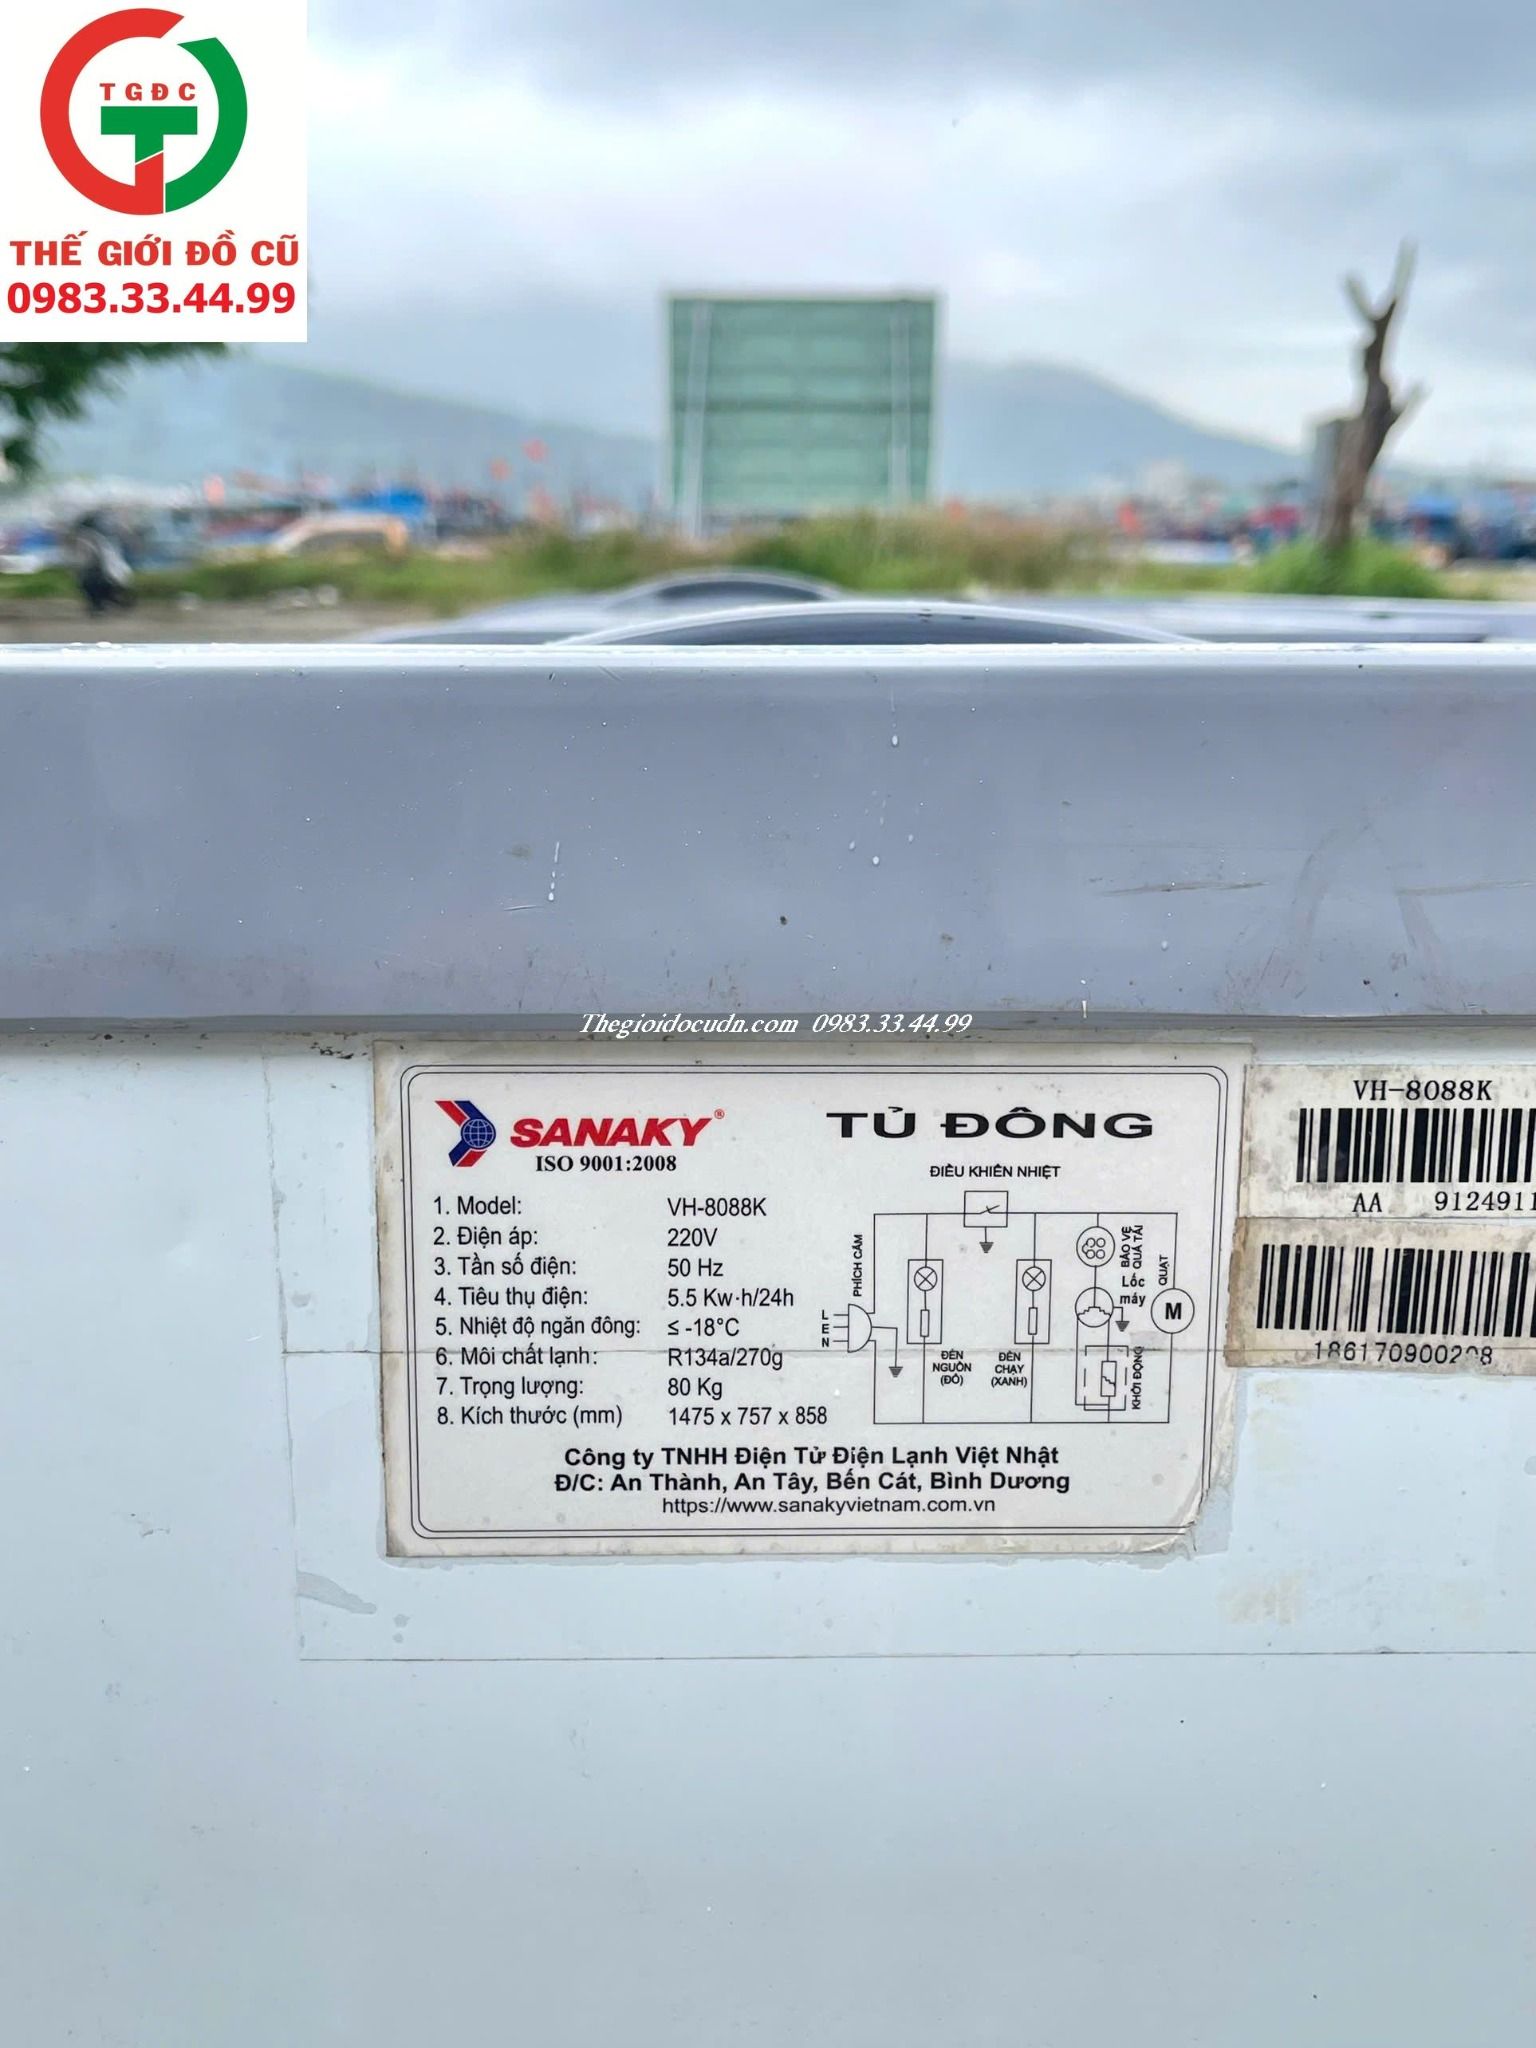 TGĐC
THẾ GIỚI ĐỒ CŨ
0983.33.44.99
Thegioidocudn.com 0983.33.44.99
SANAKY®
ISO 9001:2008
TỦ ĐÔNG
1. Model: VH-8088K
2. Điện áp: 220V
3. Tần số điện: 50 Hz
4. Tiêu thụ điện: 5.5 Kw·h/24h
5. Nhiệt độ ngăn đông: ≤ -18°C
6. Môi chất lạnh: R134a/270g
7. Trọng lượng: 80 Kg
8. Kích thước (mm) 1475 x 757 x 858
ĐIỀU KHIỂN NHIỆT
PHÍCH CẮM
L
E
N
ĐÈN
NGUỒN
(ĐỎ)
ĐÈN
CHẠY
(XANH)
BẢO VỆ
QUÁ TẢI
Lốc
máy
KHỞI ĐỘNG
QUẠT
M
Công ty TNHH Điện Tử Điện Lạnh Việt Nhật
Đ/C: An Thành, An Tây, Bến Cát, Bình Dương
https://www.sanakyvietnam.com.vn
VH-8088K
AA 9124911